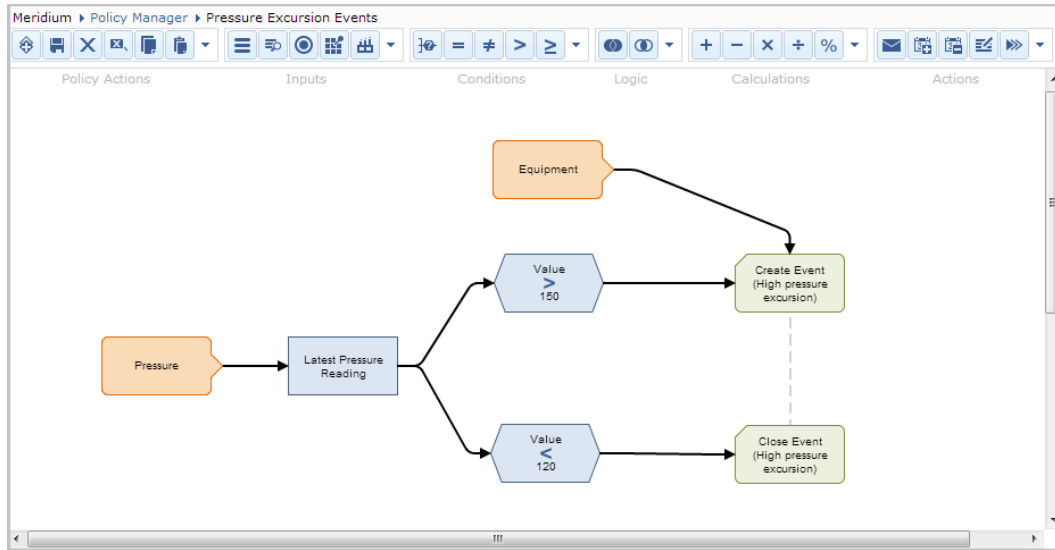 Meridium ▸ Policy Manager ▸ Pressure Excursion Events
= ≠ > ≥ + − × ÷ %
Policy Actions Inputs Conditions Logic Calculations Actions
Equipment
Value
>
150
Create Event
(High pressure
excursion)
Pressure
Latest Pressure
Reading
Value
<
120
Close Event
(High pressure
excursion)